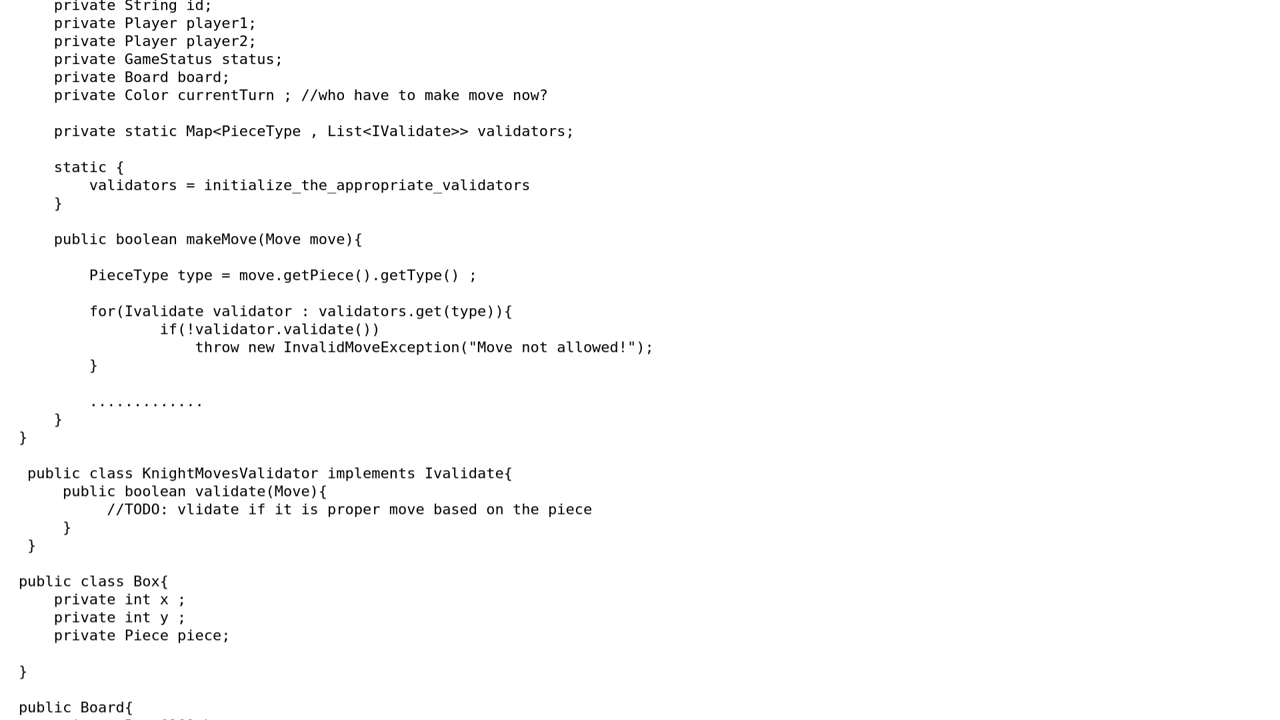 private String id;
private Player player1;
private Player player2;
private GameStatus status;
private Board board;
private Color currentTurn ; //who have to make move now?
private static Map<PieceType , List<IValidate>> validators;
static {
validators = initialize_the_appropriate_validators
}
public boolean makeMove(Move move){
PieceType type = move.getPiece().getType() ;
for(Ivalidate validator : validators.get(type)){
if(!validator.validate())
throw new InvalidMoveException("Move not allowed!");
}
.............
}
}
public class KnightMovesValidator implements Ivalidate{
public boolean validate(Move){
//TODO: vlidate if it is proper move based on the piece
}
}
public class Box{
private int x ;
private int y ;
private Piece piece;
}
public Board{